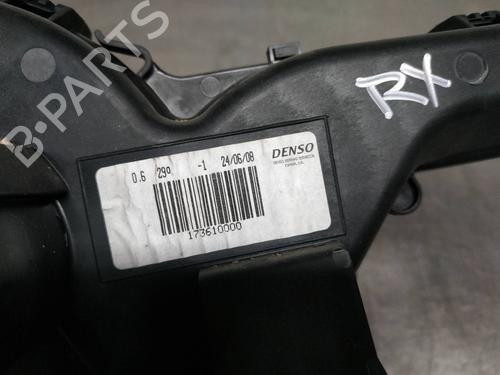 B-PARTS
RX
0.6 29º -1 24/06/08
DENSO
173610000